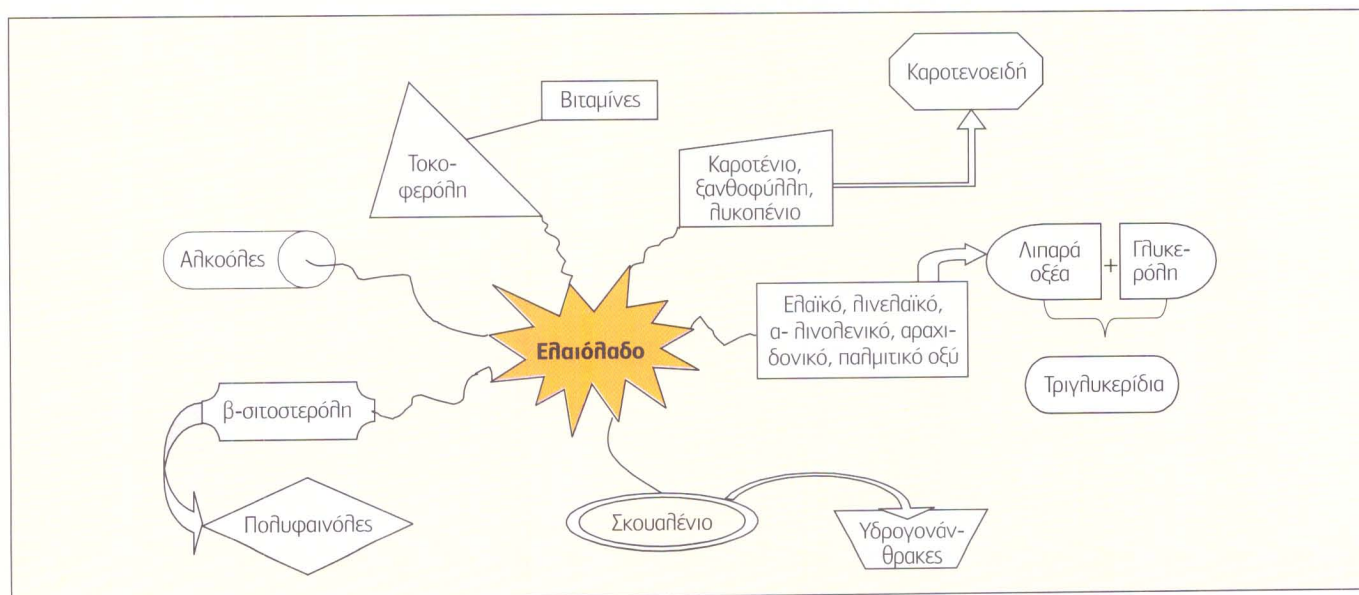 Καροτενοειδή
Βιταμίνες
Τοκο-
φερόλη
Καροτένιο,
ξανθοφύλλη,
λυκοπένιο
Αλκοόλες
Λιπαρά
οξέα
+
Γλυκε-
ρόλη
Ελαϊκό, λινελαϊκό,
α- λινολενικό, αραχι-
δονικό, παλμιτικό οξύ
Ελαιόλαδο
Τριγλυκερίδια
β-σιτοστερόλη
Πολυφαινόλες
Σκουαλένιο
Υδρογονάν-
θρακες